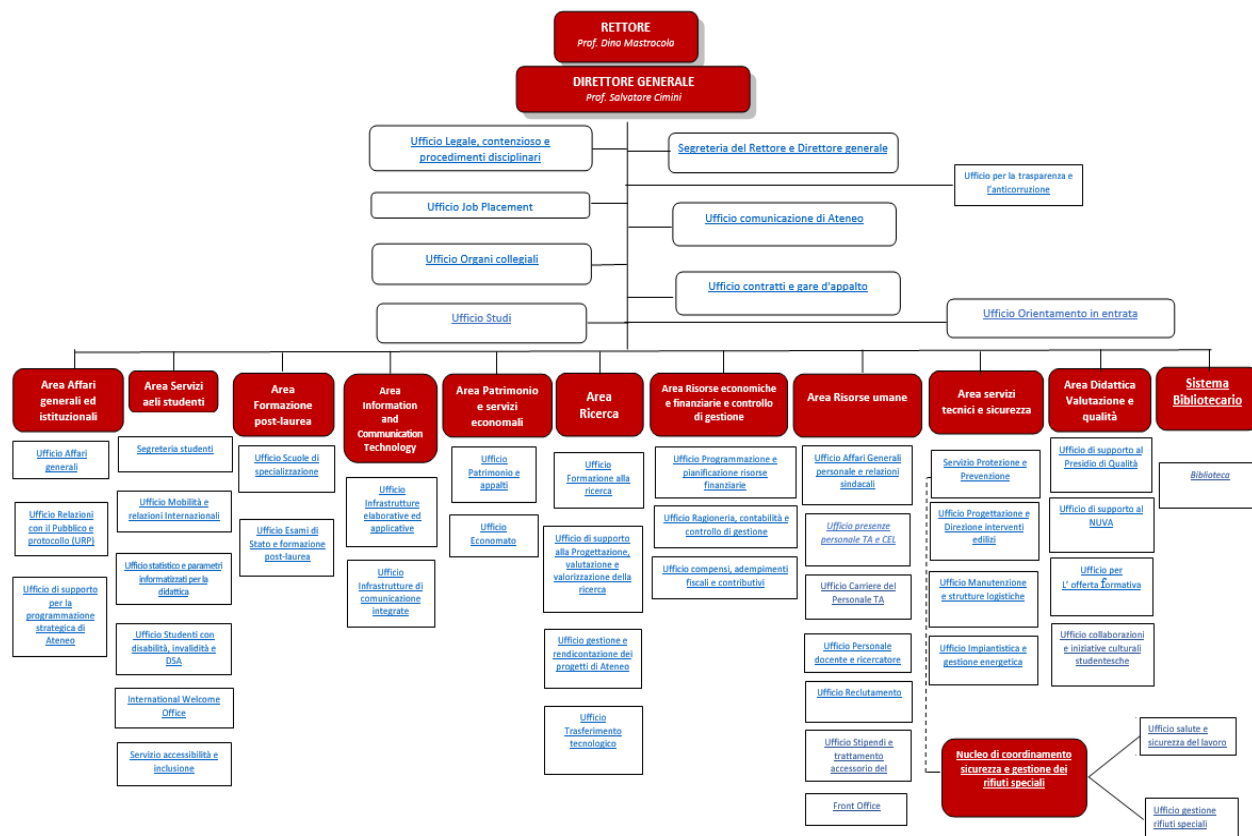 RETTORE
Prof. Dino Mastrocola
DIRETTORE GENERALE
Prof. Salvatore Cimini
Ufficio Legale, contenzioso e
procedimenti disciplinari
Segreteria del Rettore e Direttore generale
Ufficio per la trasparenza e
l'anticorruzione
Ufficio Job Placement
Ufficio comunicazione di Ateneo
Ufficio Organi collegiali
Ufficio contratti e gare d'appalto
Ufficio Studi
Ufficio Orientamento in entrata
Area Affari
generali ed
istituzionali
Ufficio Affari
generali
Ufficio Relazioni
con il Pubblico e
protocollo (URP)
Ufficio di supporto
per la
programmazione
strategica di
Ateneo
Area Servizi
agli studenti
Segreteria studenti
Ufficio Mobilità e
relazioni Internazionali
Ufficio statistico e parametri
informatizzati per la
didattica
Ufficio Studenti con
disabilità, invalidità e
DSA
International Welcome
Office
Servizio accessibilità e
inclusione
Area
Formazione
post-laurea
Ufficio Scuole di
specializzazione
Ufficio Esami di
Stato e formazione
post-laurea
Area
Information
and
Communication
Technology
Ufficio
Infrastrutture
elaborative ed
applicative
Ufficio
Infrastrutture di
comunicazione
integrate
Area Patrimonio
e servizi
economali
Ufficio
Patrimonio e
appalti
Ufficio
Economato
Area
Ricerca
Ufficio
Formazione alla
ricerca
Ufficio di supporto
alla Progettazione,
valutazione e
valorizzazione della
ricerca
Ufficio gestione e
rendicontazione dei
progetti di Ateneo
Ufficio
Trasferimento
tecnologico
Area Risorse economiche
e finanziarie e controllo
di gestione
Ufficio Programmazione e
pianificazione risorse
finanziarie
Ufficio Ragioneria, contabilità e
controllo di gestione
Ufficio compensi, adempimenti
fiscali e contributivi
Area Risorse umane
Ufficio Affari Generali
personale e relazioni
sindacali
Ufficio presenze
personale TA e CEL
Ufficio Carriere del
Personale TA
Ufficio Personale
docente e ricercatore
Ufficio Reclutamento
Ufficio Stipendi e
trattamento
accessorio del
Front Office
Area servizi
tecnici e sicurezza
Servizio Protezione e
Prevenzione
Ufficio Progettazione e
Direzione interventi
edilizi
Ufficio Manutenzione
e strutture logistiche
Ufficio Impiantistica e
gestione energetica
Nucleo di coordinamento
sicurezza e gestione dei
rifiuti speciali
Ufficio salute e
sicurezza del lavoro
Ufficio gestione
rifiuti speciali
Area Didattica
Valutazione e
qualità
Ufficio di supporto al
Presidio di Qualità
Ufficio di supporto al
NUVA
Ufficio per
L' offerta formativa
Ufficio collaborazioni
e iniziative culturali
studentesche
Sistema
Bibliotecario
Biblioteca